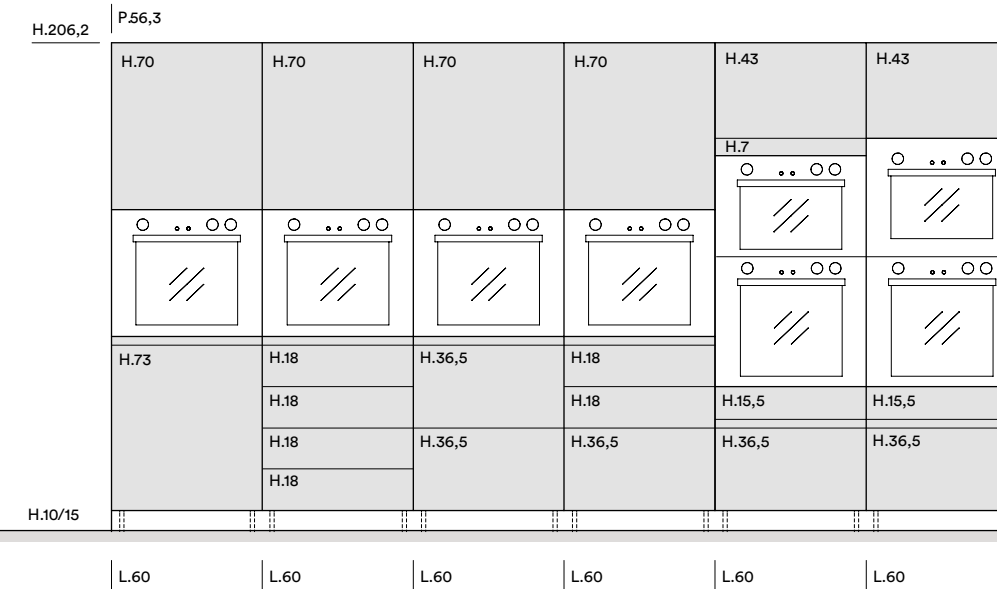 P.56,3
H.206,2
H.70 H.70 H.70 H.70 H.43 H.43
H.7
H.73 H.18 H.36,5 H.18
H.18 H.18 H.15,5 H.15,5
H.18 H.36,5 H.36,5 H.36,5 H.36,5
H.18
H.10/15
L.60 L.60 L.60 L.60 L.60 L.60